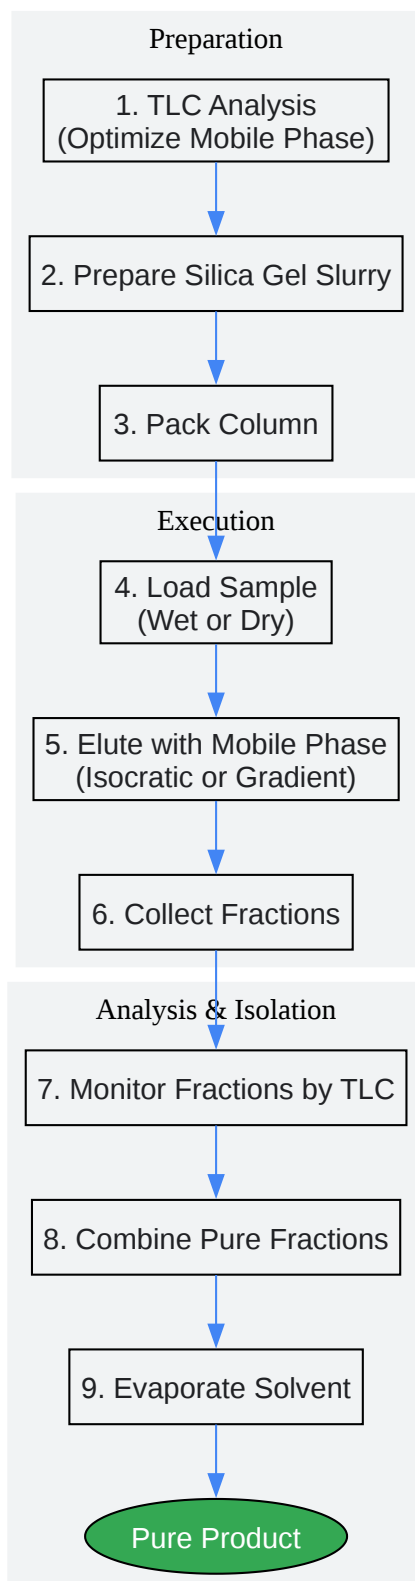 Preparation
1. TLC Analysis
(Optimize Mobile Phase)
2. Prepare Silica Gel Slurry
3. Pack Column
Execution
4. Load Sample
(Wet or Dry)
5. Elute with Mobile Phase
(Isocratic or Gradient)
6. Collect Fractions
Analysis & Isolation
7. Monitor Fractions by TLC
8. Combine Pure Fractions
9. Evaporate Solvent
Pure Product